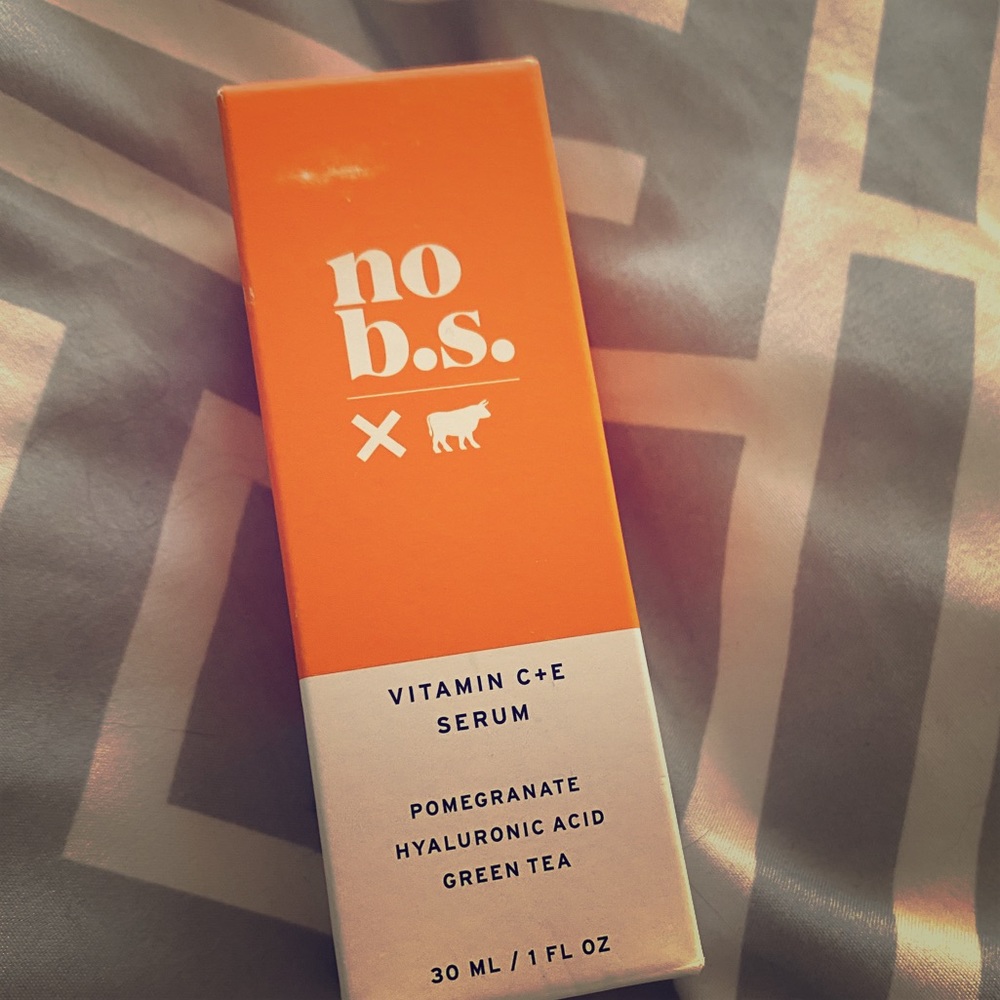 no
b.s.
VITAMIN C+E
SERUM
POMEGRANATE
HYALURONIC ACID
GREEN TEA
30 ML / 1 FL OZ